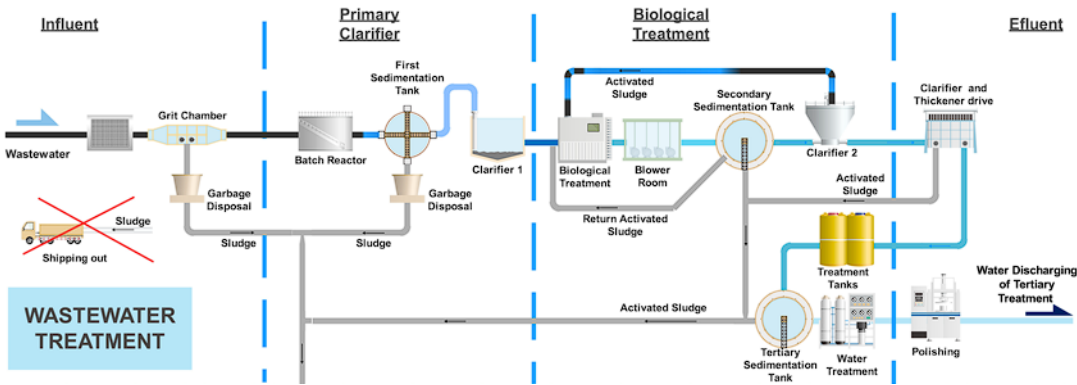 Influent
Primary
Clarifier
Biological
Treatment
Efluent
First
Sedimentation
Tank
Activated
Sludge
Secondary
Sedimentation Tank
Clarifier and
Thickener drive
Grit Chamber
Wastewater
Batch Reactor
Clarifier 1
Biological
Treatment
Blower
Room
Clarifier 2
Garbage
Disposal
Garbage
Disposal
Activated
Sludge
Return Activated
Sludge
Sludge
Shipping out
Sludge
Sludge
Treatment
Tanks
Water Discharging
of Tertiary
Treatment
WASTEWATER
TREATMENT
Activated Sludge
Tertiary
Sedimentation
Tank
Water
Treatment
Polishing